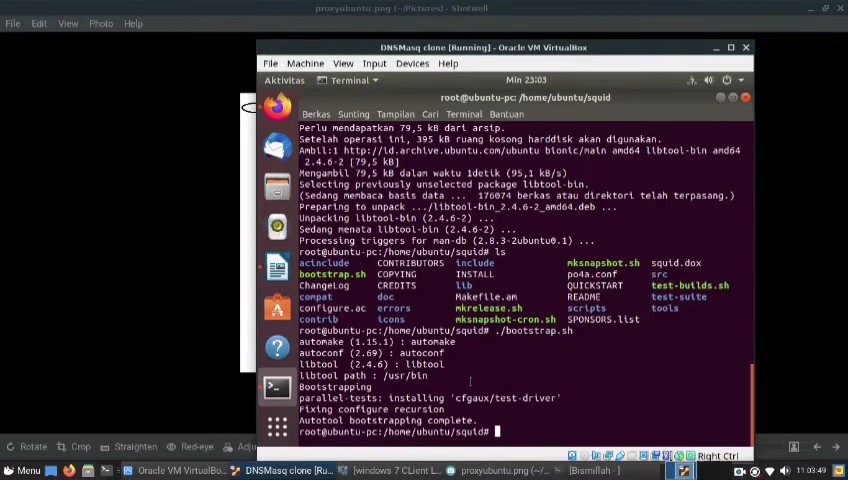 proxyubuntu.png (~/Pictures) - Shotwell
File Edit View Photo Help
DNSMasq clone [Running] - Oracle VM VirtualBox
File Machine View Input Devices Help
Aktivitas Terminal Min 23:03
root@ubuntu-pc: /home/ubuntu/squid
Berkas Sunting Tampilan Cari Terminal Bantuan
Perlu mendapatkan 79,5 kB dari arsip.
Setelah operasi ini, 395 kB ruang kosong harddisk akan digunakan.
Ambil:1 http://id.archive.ubuntu.com/ubuntu bionic/main amd64 libtool-bin amd64
2.4.6-2 [79,5 kB]
Mengambil 79,5 kB dalam waktu 1detik (95,1 kB/s)
Selecting previously unselected package libtool-bin.
(Sedang membaca basis data ... 176074 berkas atau direktori telah terpasang.)
Preparing to unpack .../libtool-bin_2.4.6-2_amd64.deb ...
Unpacking libtool-bin (2.4.6-2) ...
Sedang menata libtool-bin (2.4.6-2) ...
Processing triggers for man-db (2.8.3-2ubuntu0.1) ...
root@ubuntu-pc:/home/ubuntu/squid# ls
acinclude CONTRIBUTORS include mksnapshot.sh squid.dox
bootstrap.sh COPYING INSTALL po4a.conf src
ChangeLog CREDITS lib QUICKSTART test-builds.sh
compat doc Makefile.am README test-suite
configure.ac errors mkrelease.sh scripts tools
contrib icons mksnapshot-cron.sh SPONSORS.list
root@ubuntu-pc:/home/ubuntu/squid# ./bootstrap.sh
automake (1.15.1) : automake
autoconf (2.69) : autoconf
libtool (2.4.6) : libtool
libtool path : /usr/bin
Bootstrapping
parallel-tests: installing 'cfgaux/test-driver'
Fixing configure recursion
Autotool bootstrapping complete.
root@ubuntu-pc:/home/ubuntu/squid#
Rotate Crop Straighten Red-eye Adju
Right Ctrl
Menu Oracle VM VirtualB... DNSMasq clone [Ru... [windows 7 CLient L... proxyubuntu.png (~/... [Bismillah - ] 11:03:49